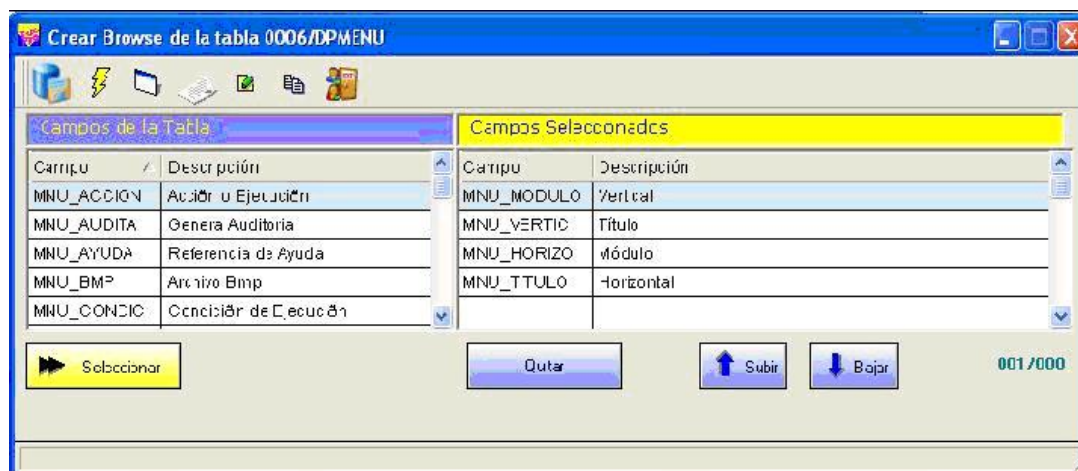 Crear Browse de la tabla 0006/DPMENU
Campos de la Tabla
Campos Seleccionados
Campo Descripción
MNU_ACCION Acción o Ejecución
MNU_AUDITA Genera Auditoria
MNU_AYUDA Referencia de Ayuda
MNU_BMP Archivo Bmp
MNU_CONDIC Condición de Ejecución
Campo Descripción
MNU_MODULO Vertical
MNU_VERTIC Título
MNU_HORIZO Módulo
MNU_TITULO Horizontal
Seleccionar
Quitar
Subir
Bajar
001/000